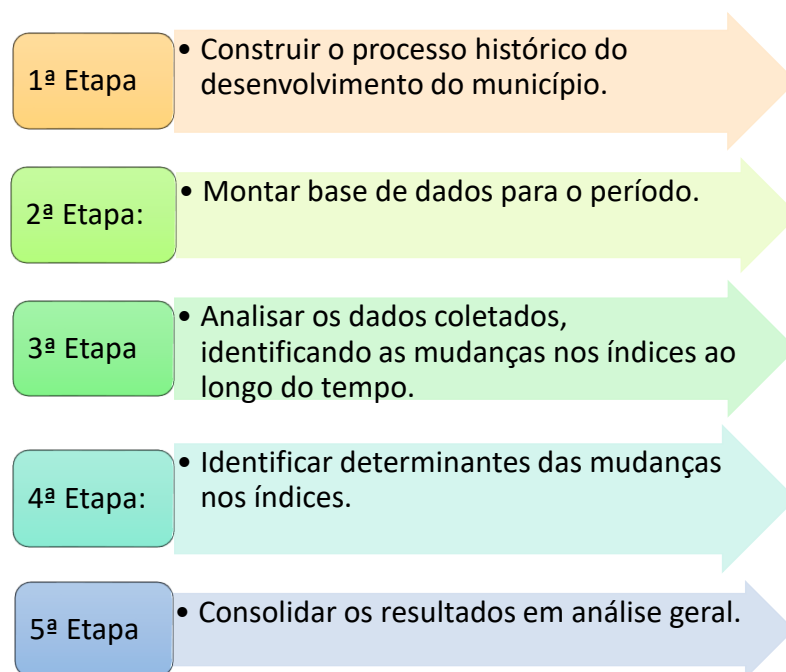 1ª Etapa
• Construir o processo histórico do
desenvolvimento do município.
2ª Etapa:
• Montar base de dados para o período.
3ª Etapa
• Analisar os dados coletados,
identificando as mudanças nos índices ao
longo do tempo.
4ª Etapa:
• Identificar determinantes das mudanças
nos índices.
5ª Etapa
• Consolidar os resultados em análise geral.